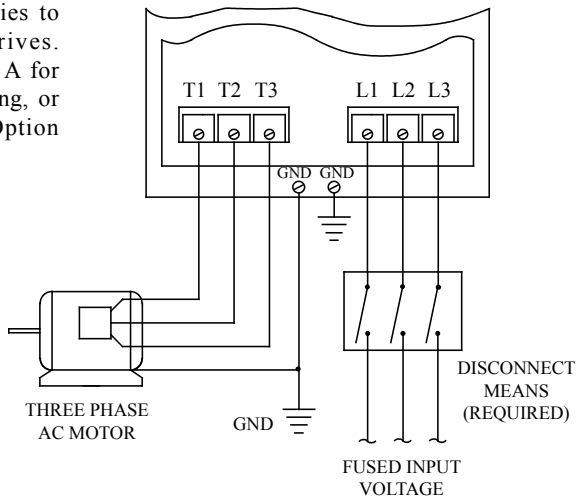 ies to
rives.
A for
ng, or
Option
T1 T2 T3
L1 L2 L3
GND GND
THREE PHASE
AC MOTOR
GND
DISCONNECT
MEANS
(REQUIRED)
FUSED INPUT
VOLTAGE